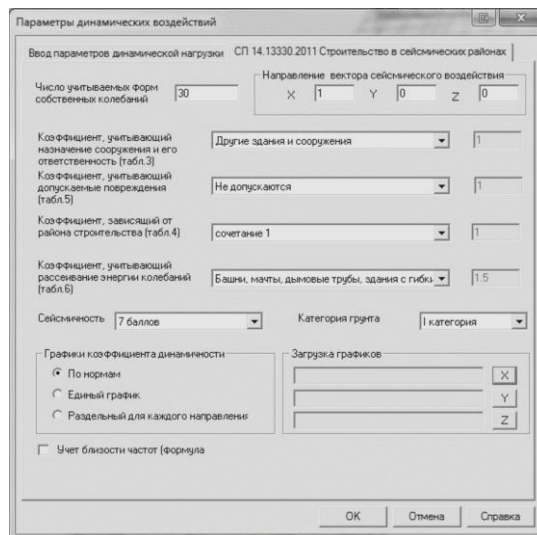 Параметры динамических воздействий
Ввод параметров динамической нагрузки СП 14.13330.2011 Строительство в сейсмических районах
Число учитываемых форм
собственных колебаний
30
Направление вектора сейсмического воздействия
X 1 Y 0 Z 0
Коэффициент, учитывающий
назначение сооружения и его
ответственность (табл.3)
Другие здания и сооружения
1
Коэффициент, учитывающий
допускаемые повреждения
(табл.5)
Не допускаются
1
Коэффициент, зависящий от
района строительства (табл.4)
сочетание 1
1
Коэффициент, учитывающий
рассеивание энергии колебаний
(табл.6)
Башни, мачты, дымовые трубы, здания с гибки
1.5
Сейсмичность 7 баллов
Категория грунта I категория
Графики коэффициента динамичности
По нормам
Единый график
Раздельный для каждого направлени
Загрузка графиков
X
Y
Z
Учет близости частот (формула
OK Отмена Справка